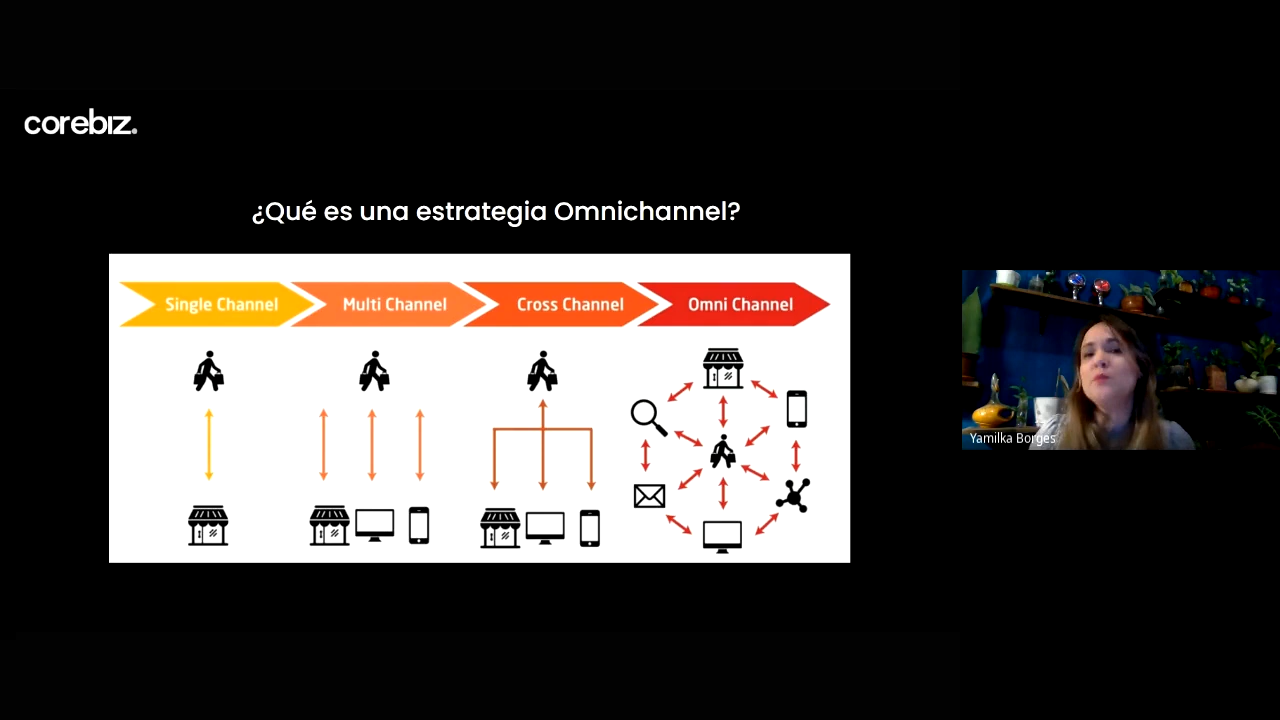 corebiz.
¿Qué es una estrategia Omnichannel?
Single Channel
Multi Channel
Cross Channel
Omni Channel
Yamilka Borges